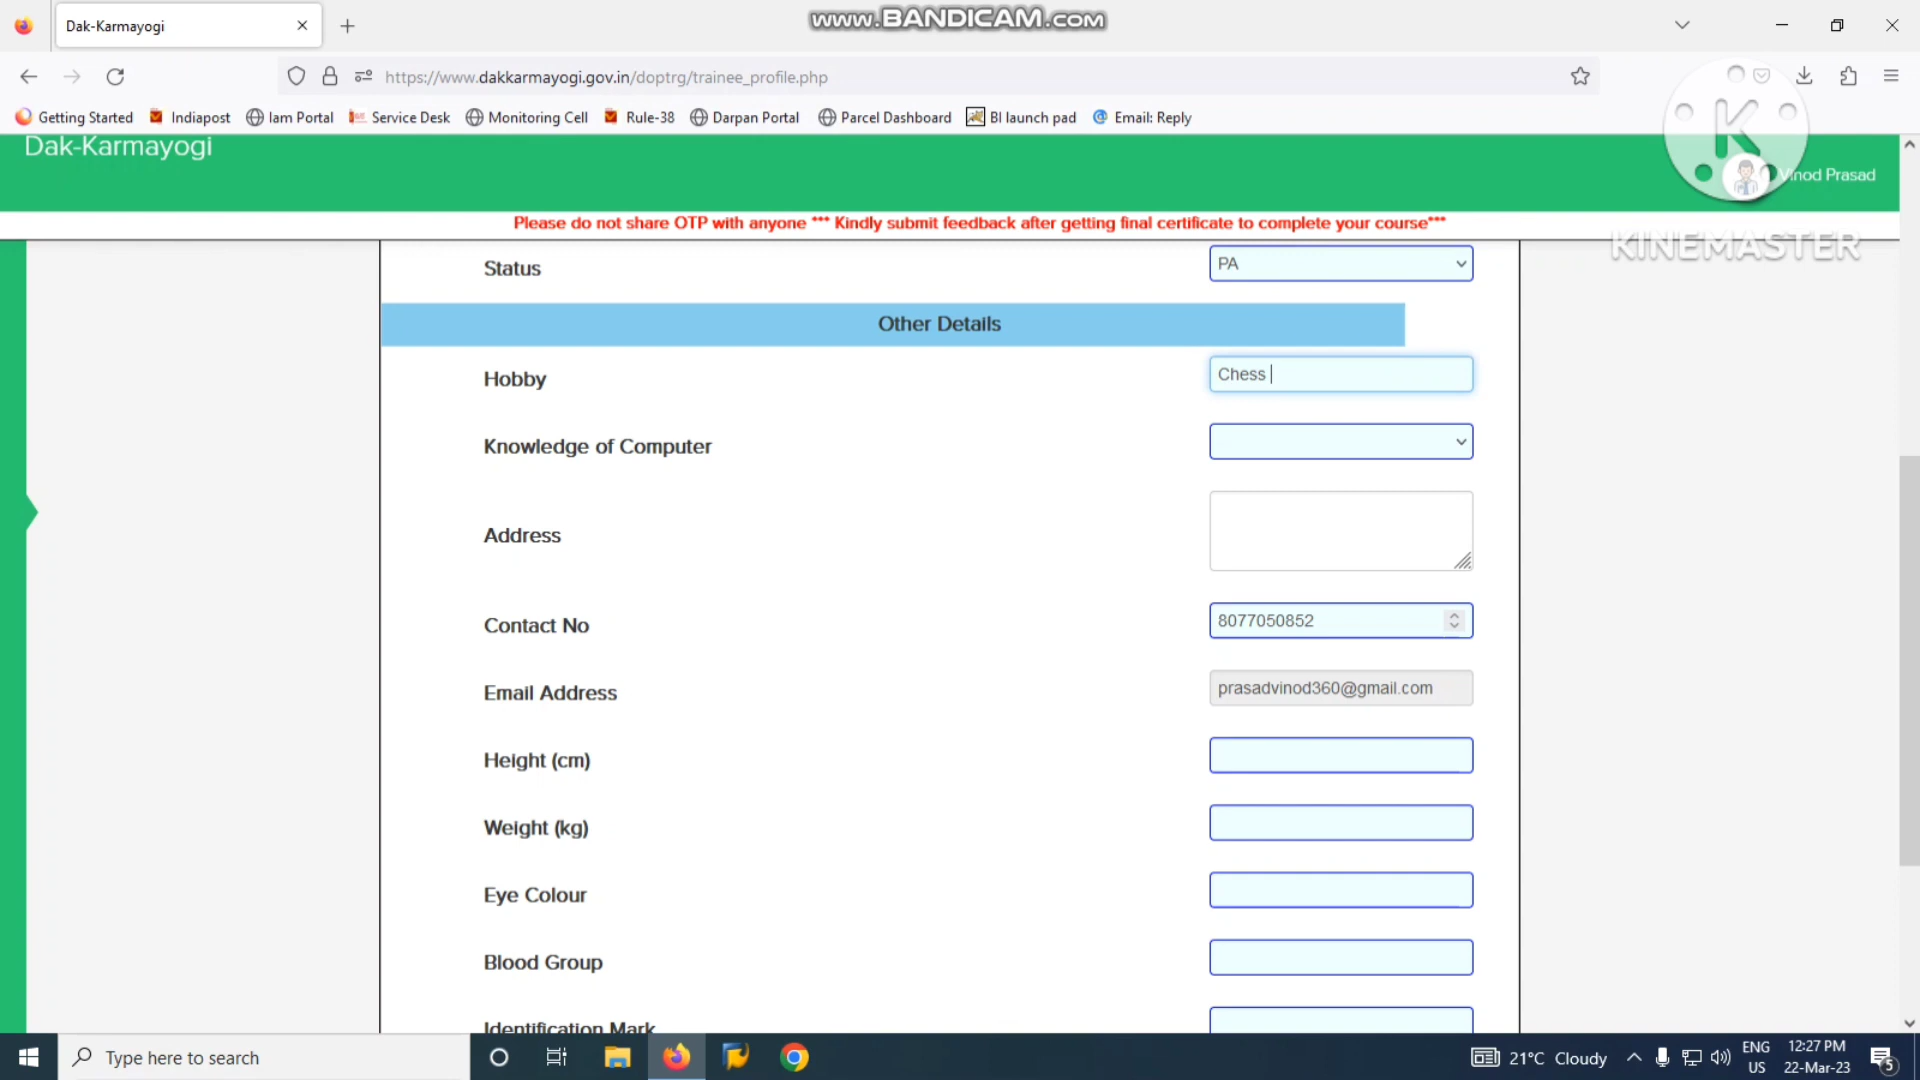 Dak-Karmayogi
www.BANDICAM.com
https://www.dakkarmayogi.gov.in/doptrg/trainee_profile.php
Getting Started Indiapost Iam Portal Service Desk Monitoring Cell Rule-38 Darpan Portal Parcel Dashboard BI launch pad Email: Reply
Dak-Karmayogi
K
Vinod Prasad
Please do not share OTP with anyone *** Kindly submit feedback after getting final certificate to complete your course***
KINEMASTER
Status PA
Other Details
Hobby Chess
Knowledge of Computer
Address
Contact No 8077050852
Email Address prasadvinod360@gmail.com
Height (cm)
Weight (kg)
Eye Colour
Blood Group
Identification Mark
Type here to search
21°C Cloudy
ENG
US
12:27 PM
22-Mar-23
5